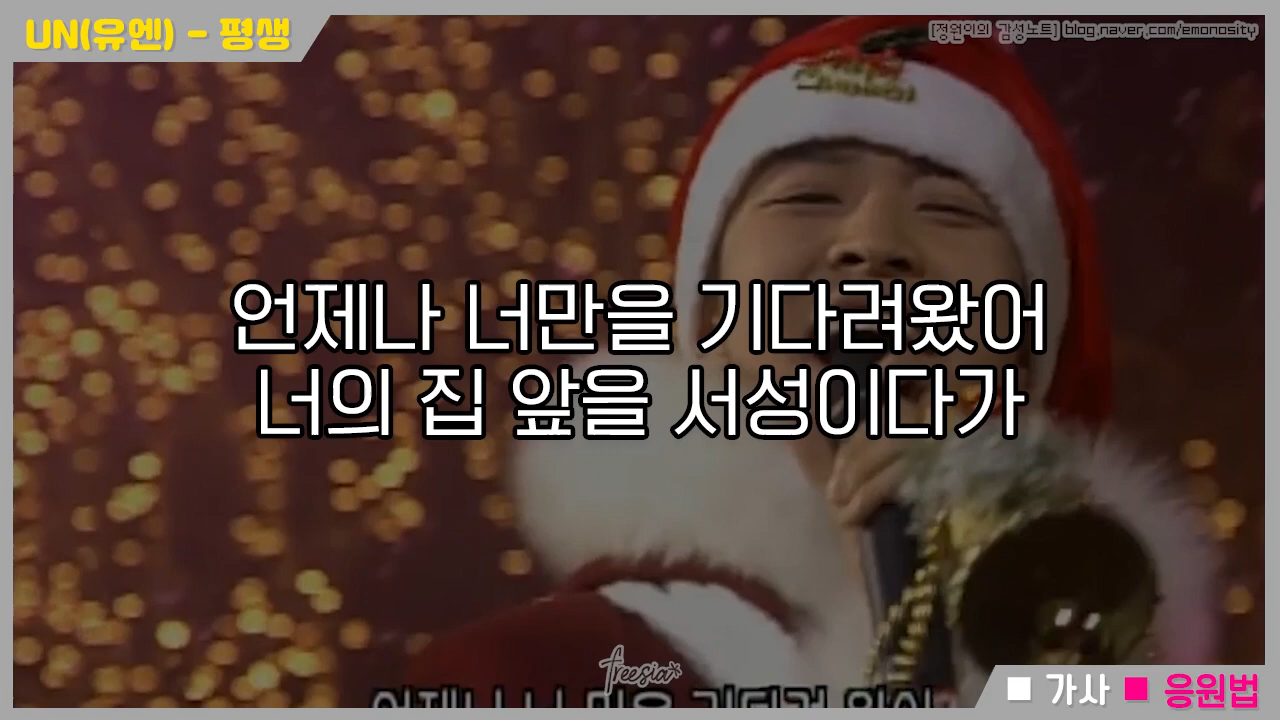 UN(유엔) - 평생
[정원이의 감성노트] blog.naver.com/emonosity
언제나 너만을 기다려왔어
너의 집 앞을 서성이다가
freesia*
■ 가사 ■ 응원법